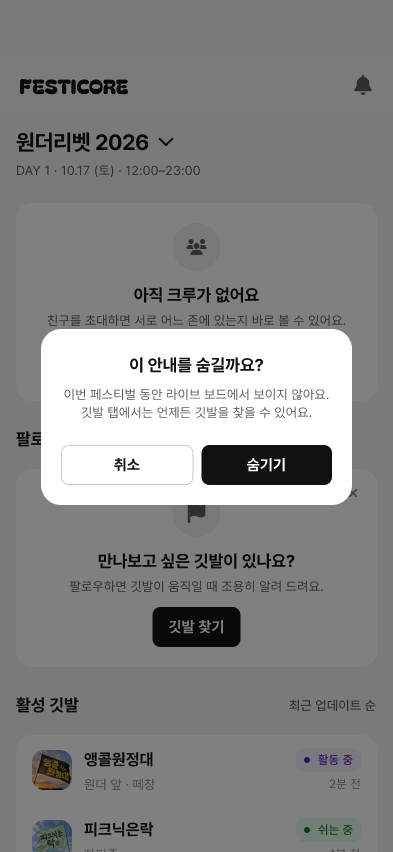 FESTICORE
원더리벳 2026
DAY 1 · 10.17 (토) · 12:00–23:00
아직 크루가 없어요
친구를 초대하면 서로 어느 존에 있는지 바로 볼 수 있어요.
이 안내를 숨길까요?
이번 페스티벌 동안 라이브 보드에서 보이지 않아요.
깃발 탭에서는 언제든 깃발을 찾을 수 있어요.
취소
숨기기
만나보고 싶은 깃발이 있나요?
팔로우하면 깃발이 움직일 때 조용히 알려 드려요.
깃발 찾기
활성 깃발
최근 업데이트 순
앵콜원정대
활동 중
원더 앞 · 떼창
2분 전
피크닉은락
쉬는 중